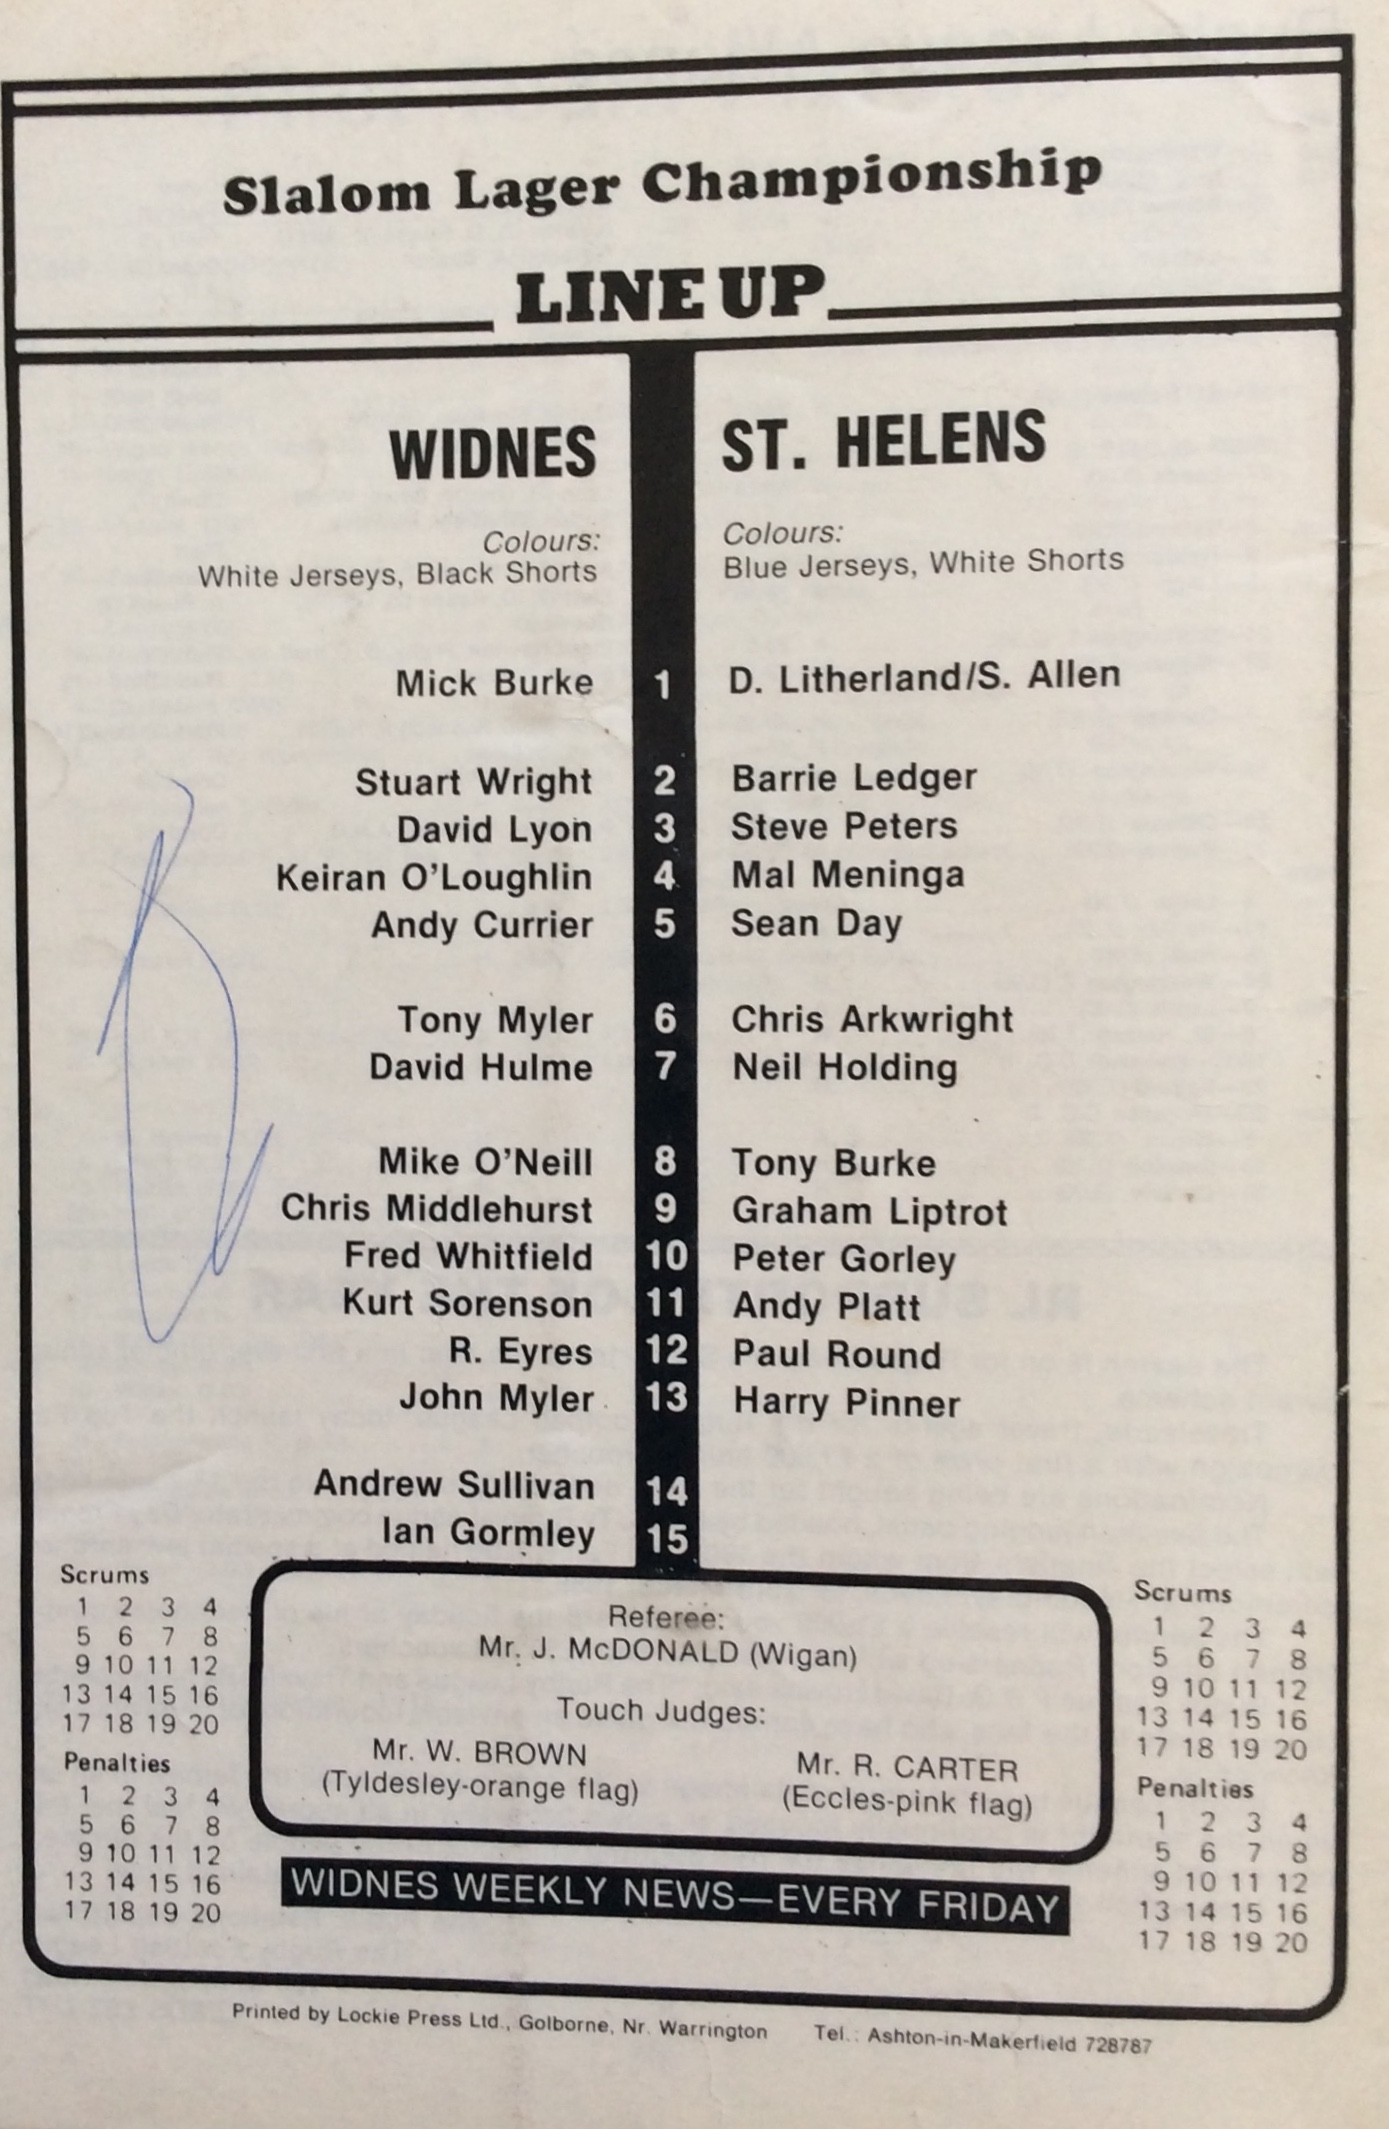 Slalom Lager Championship
LINE UP
WIDNES ST. HELENS
Colours: Colours:
White Jerseys, Black Shorts Blue Jerseys, White Shorts
Mick Burke 1 D. Litherland/S. Allen
Stuart Wright 2 Barrie Ledger
David Lyon 3 Steve Peters
Keiran O'Loughlin 4 Mal Meninga
Andy Currier 5 Sean Day
Tony Myler 6 Chris Arkwright
David Hulme 7 Neil Holding
Mike O'Neill 8 Tony Burke
Chris Middlehurst 9 Graham Liptrot
Fred Whitfield 10 Peter Gorley
Kurt Sorenson 11 Andy Platt
R. Eyres 12 Paul Round
John Myler 13 Harry Pinner
Andrew Sullivan 14
Ian Gormley 15
Scrums
1 2 3 4
5 6 7 8
9 10 11 12
13 14 15 16
17 18 19 20
Penalties
1 2 3 4
5 6 7 8
9 10 11 12
13 14 15 16
17 18 19 20
Referee:
Mr. J. McDONALD (Wigan)
Touch Judges:
Mr. W. BROWN Mr. R. CARTER
(Tyldesley-orange flag) (Eccles-pink flag)
Scrums
1 2 3 4
5 6 7 8
9 10 11 12
13 14 15 16
17 18 19 20
Penalties
1 2 3 4
5 6 7 8
9 10 11 12
13 14 15 16
17 18 19 20
WIDNES WEEKLY NEWS—EVERY FRIDAY
Printed by Lockie Press Ltd., Golborne, Nr. Warrington Tel.: Ashton-in-Makerfield 728787